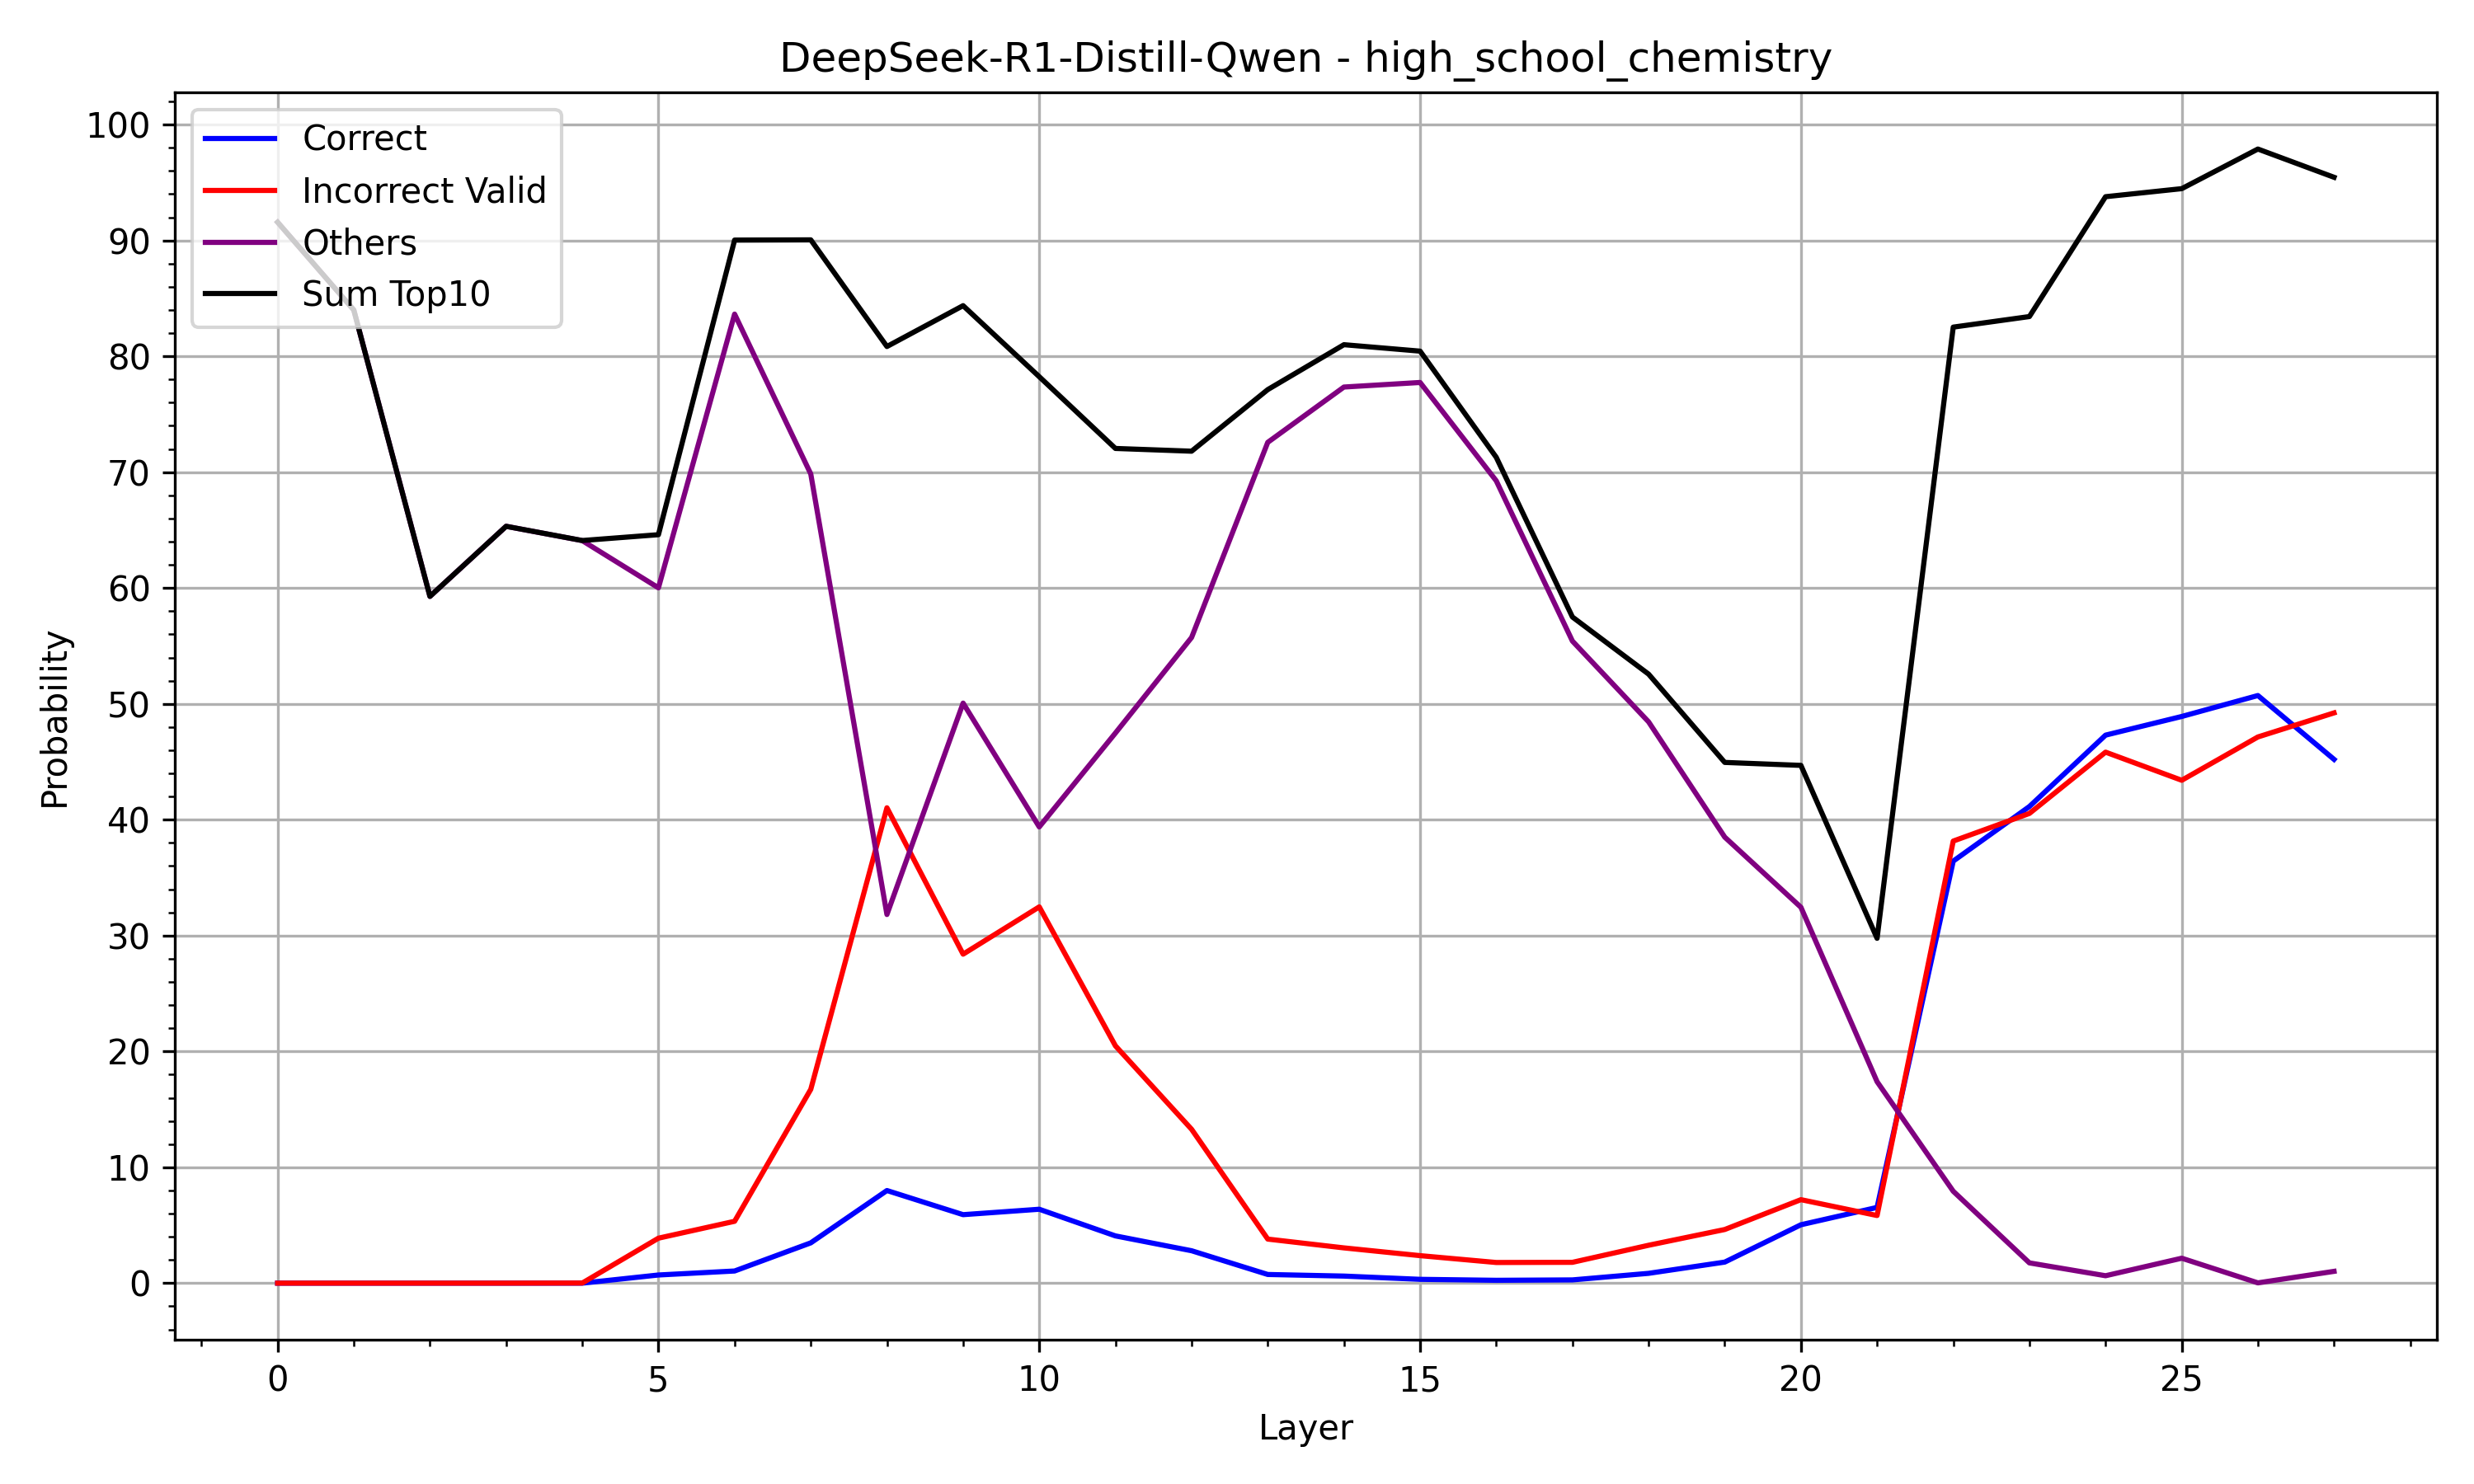 DeepSeek-R1-Distill-Qwen - high_school_chemistry
Correct
Incorrect Valid
Others
Sum Top10
100
90
80
70
60
50
40
30
20
10
0
Probability
0 5 10 15 20 25
Layer